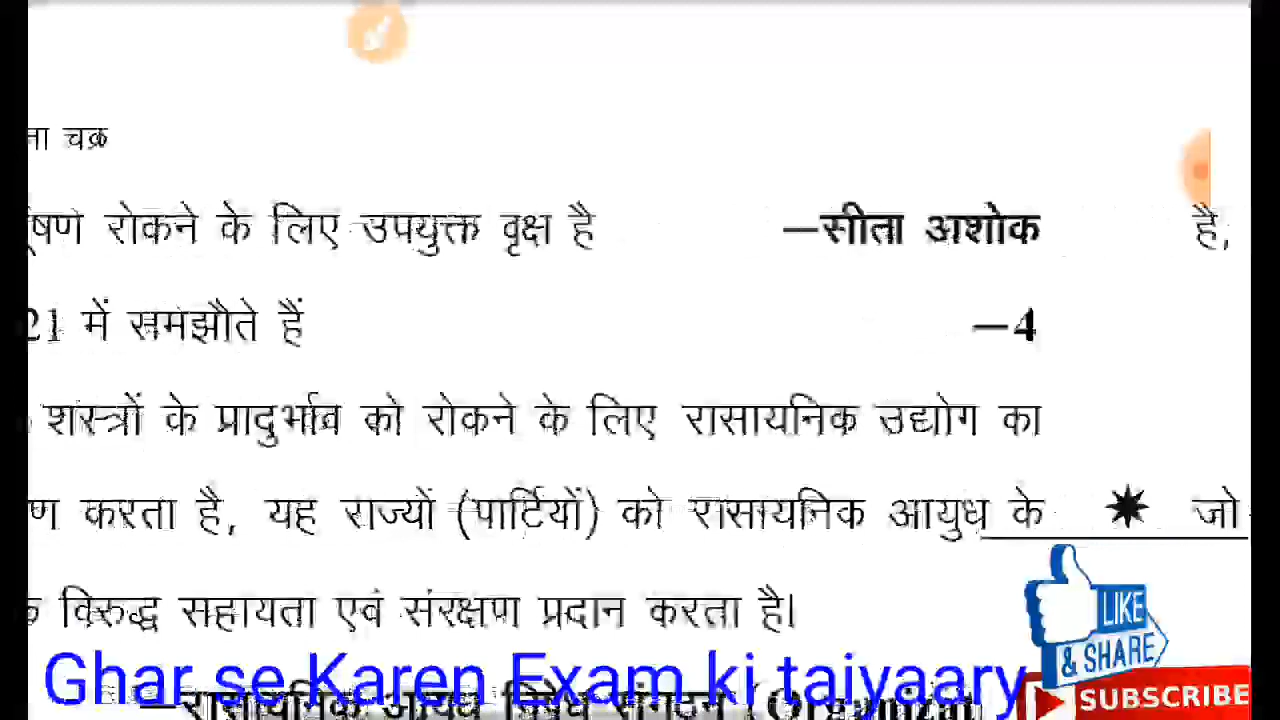 चक्र
रोकने के लिए उपयुक्त वृक्ष है —सीता अशोक है,
21 में समझौते हैं —4
शस्त्रों के प्रादुर्भाव को रोकने के लिए रासायनिक उद्योग का
करता है, यह राज्यों (पार्टियों) को रासायनिक आयुध के ✷ जो
विरुद्ध सहायता एवं संरक्षण प्रदान करता है।
LIKE
& SHARE
Ghar se Karen Exam ki taiyaary
SUBSCRIBE